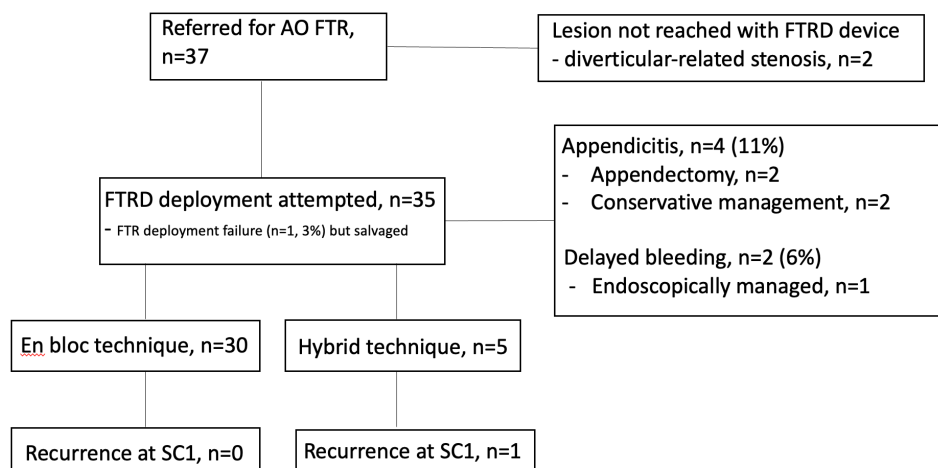 Referred for AO FTR,
n=37
Lesion not reached with FTRD device
- diverticular-related stenosis, n=2
Appendicitis, n=4 (11%)
- Appendectomy, n=2
- Conservative management, n=2
Delayed bleeding, n=2 (6%)
- Endoscopically managed, n=1
FTRD deployment attempted, n=35
- FTR deployment failure (n=1, 3%) but salvaged
En bloc technique, n=30
Hybrid technique, n=5
Recurrence at SC1, n=0
Recurrence at SC1, n=1